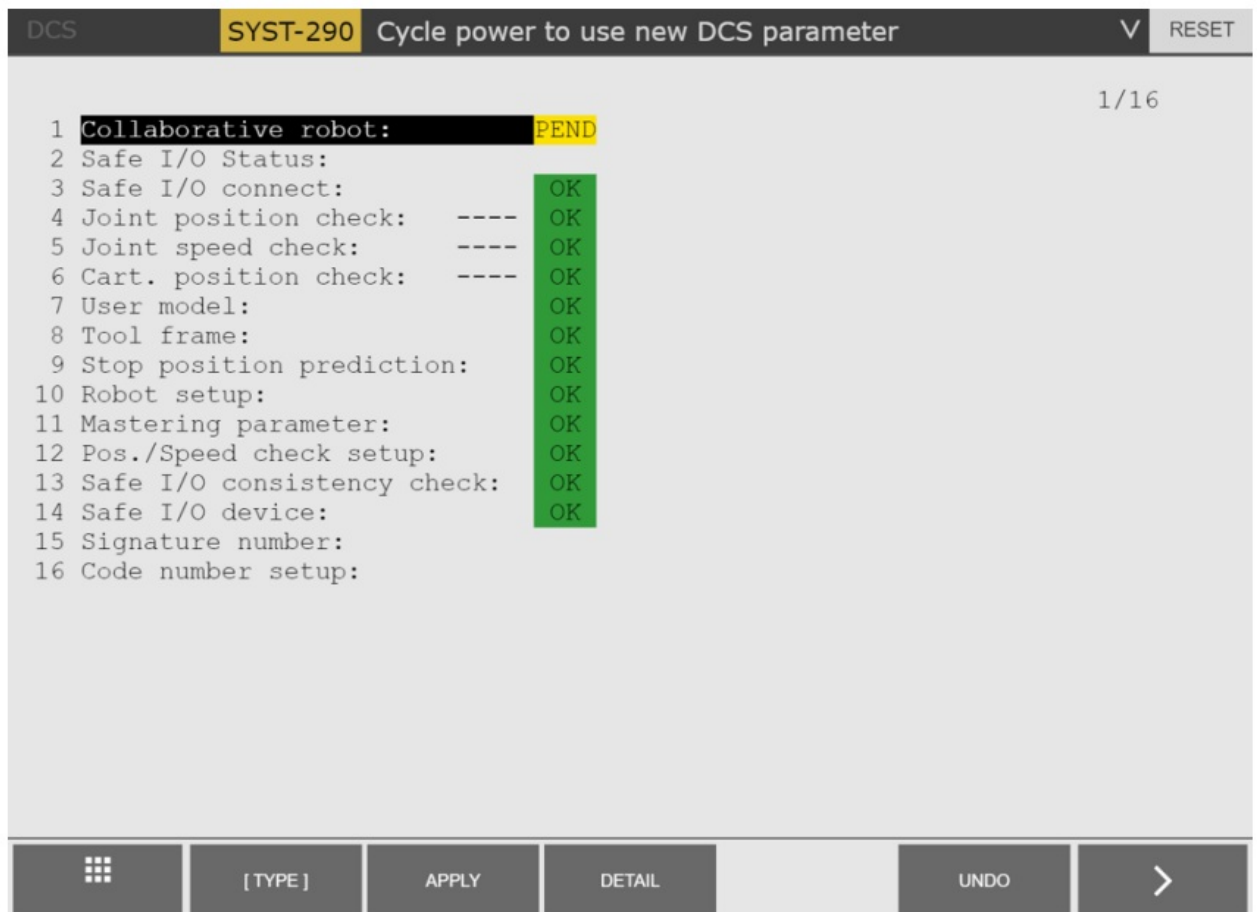 DCS SYST-290 Cycle power to use new DCS parameter V RESET
1/16
1 Collaborative robot: PEND
2 Safe I/O Status:
3 Safe I/O connect: OK
4 Joint position check: ---- OK
5 Joint speed check: ---- OK
6 Cart. position check: ---- OK
7 User model: OK
8 Tool frame: OK
9 Stop position prediction: OK
10 Robot setup: OK
11 Mastering parameter: OK
12 Pos./Speed check setup: OK
13 Safe I/O consistency check: OK
14 Safe I/O device: OK
15 Signature number:
16 Code number setup:
[ TYPE ] APPLY DETAIL UNDO >